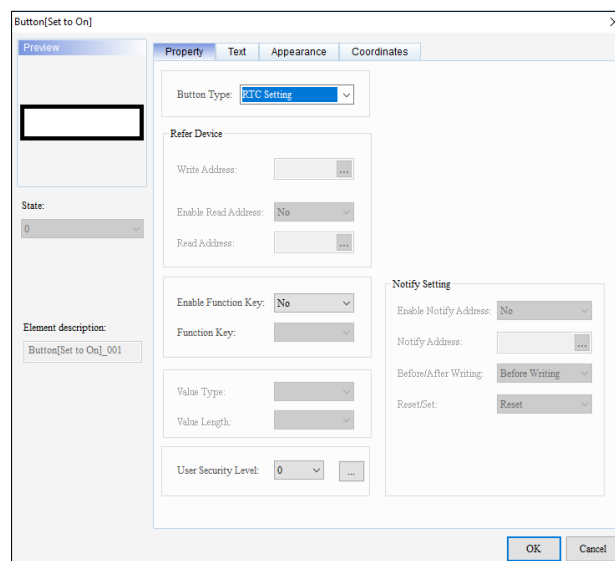 Button[Set to On]
Preview
State:
0
Element description:
Button[Set to On]_001
Property Text Appearance Coordinates
Button Type: RTC Setting
Refer Device
Write Address: ...
Enable Read Address: No
Read Address: ...
Enable Function Key: No
Function Key:
Value Type:
Value Length:
User Security Level: 0 ...
Notify Setting
Enable Notify Address: No
Notify Address: ...
Before/After Writing: Before Writing
Reset/Set: Reset
OK Cancel